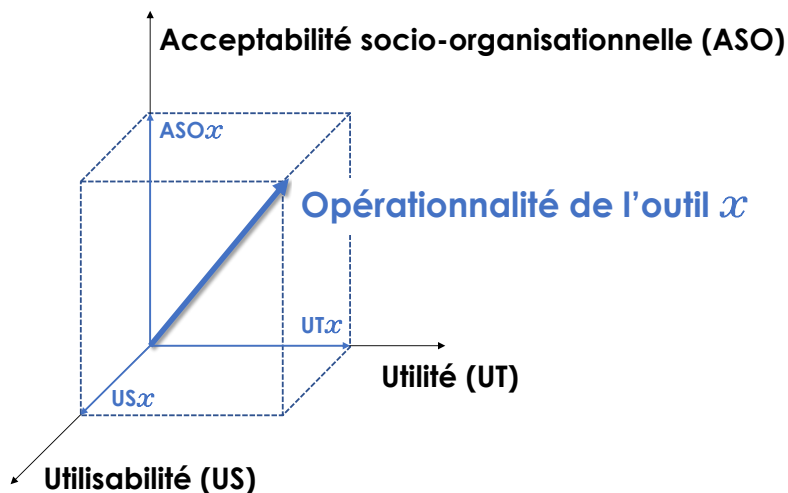 Acceptabilité socio-organisationnelle (ASO)
ASOx
Opérationnalité de l’outil x
UTx
Utilité (UT)
USx
Utilisabilité (US)